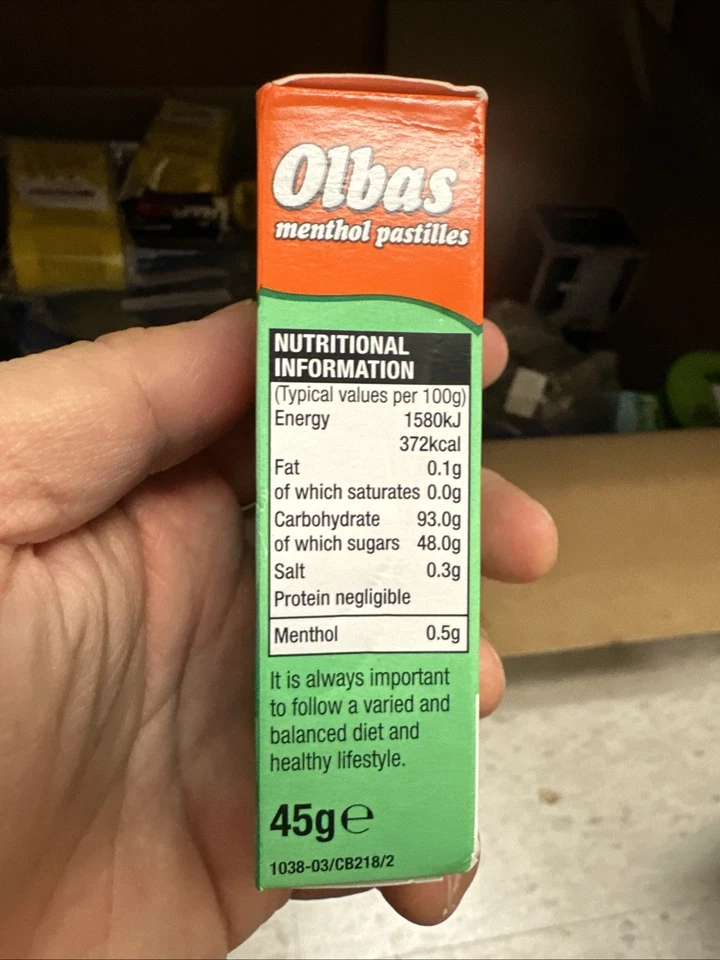 Olbas
menthol pastilles
NUTRITIONAL
INFORMATION
(Typical values per 100g)
Energy 1580kJ
372kcal
Fat 0.1g
of which saturates 0.0g
Carbohydrate 93.0g
of which sugars 48.0g
Salt 0.3g
Protein negligible
Menthol 0.5g
It is always important
to follow a varied and
balanced diet and
healthy lifestyle.
45g℮
1038-03/CB218/2